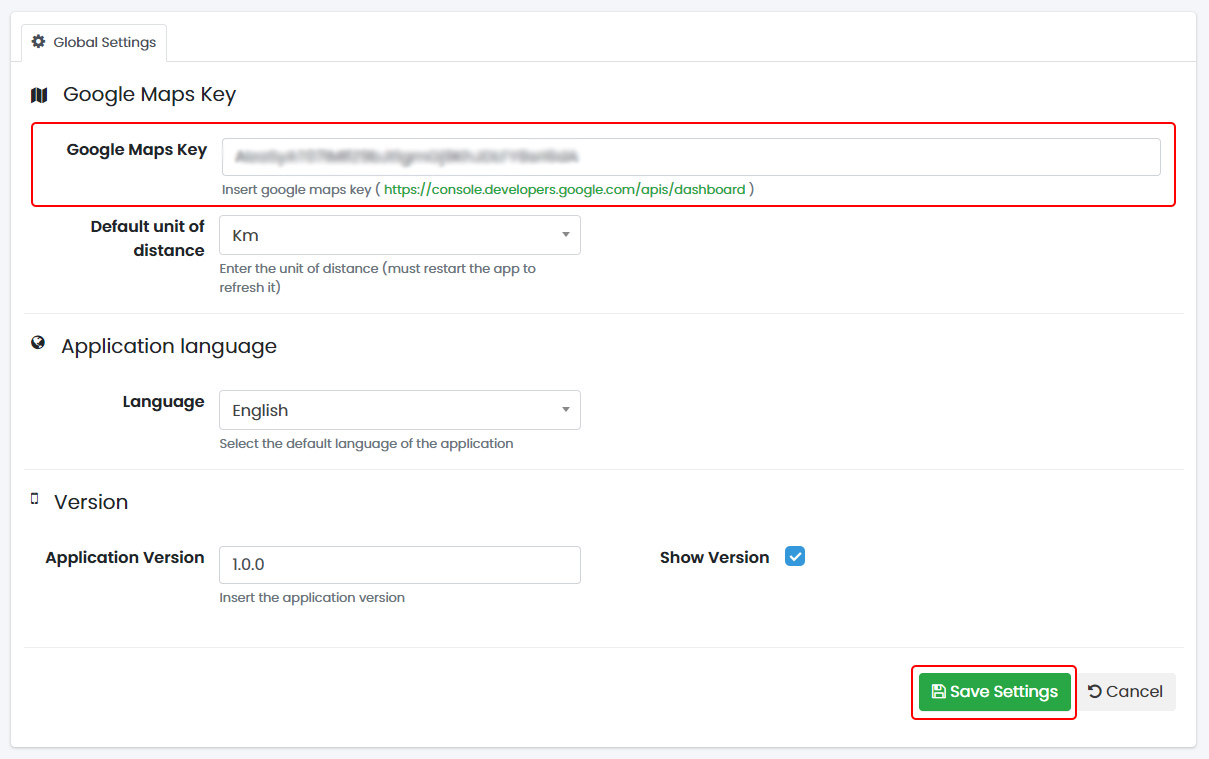 Global Settings
Google Maps Key
Google Maps Key
Insert google maps key ( https://console.developers.google.com/apis/dashboard )
Default unit of
distance
Km
Enter the unit of distance (must restart the app to
refresh it)
Application language
Language
English
Select the default language of the application
Version
Application Version
1.0.0
Show Version
Insert the application version
Save Settings
Cancel